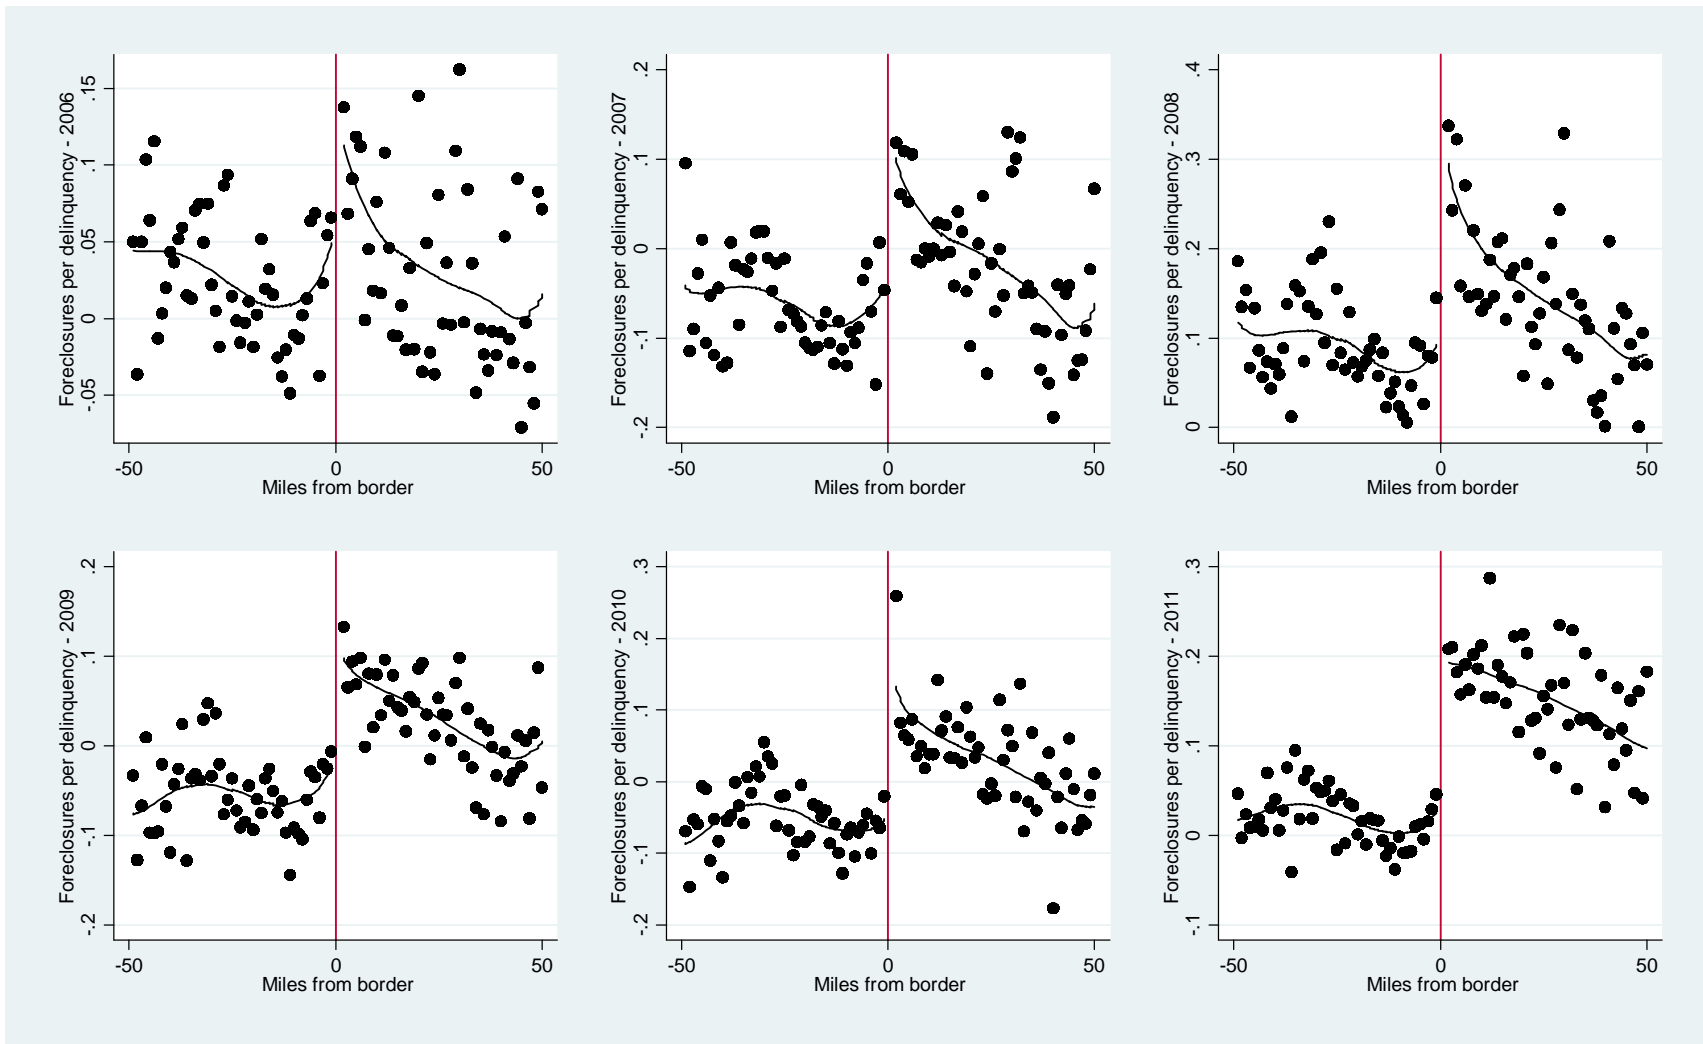 Foreclosures per delinquency - 2006
.15
.1
.05
0
-.05
-50 0 50
Miles from border
Foreclosures per delinquency - 2007
.2
.1
0
-.1
-.2
-50 0 50
Miles from border
Foreclosures per delinquency - 2008
.4
.3
.2
.1
0
-50 0 50
Miles from border
Foreclosures per delinquency - 2009
.2
.1
0
-.1
-.2
-50 0 50
Miles from border
Foreclosures per delinquency - 2010
.3
.2
.1
0
-.1
-.2
-50 0 50
Miles from border
Foreclosures per delinquency - 2011
.3
.2
.1
0
-.1
-50 0 50
Miles from border